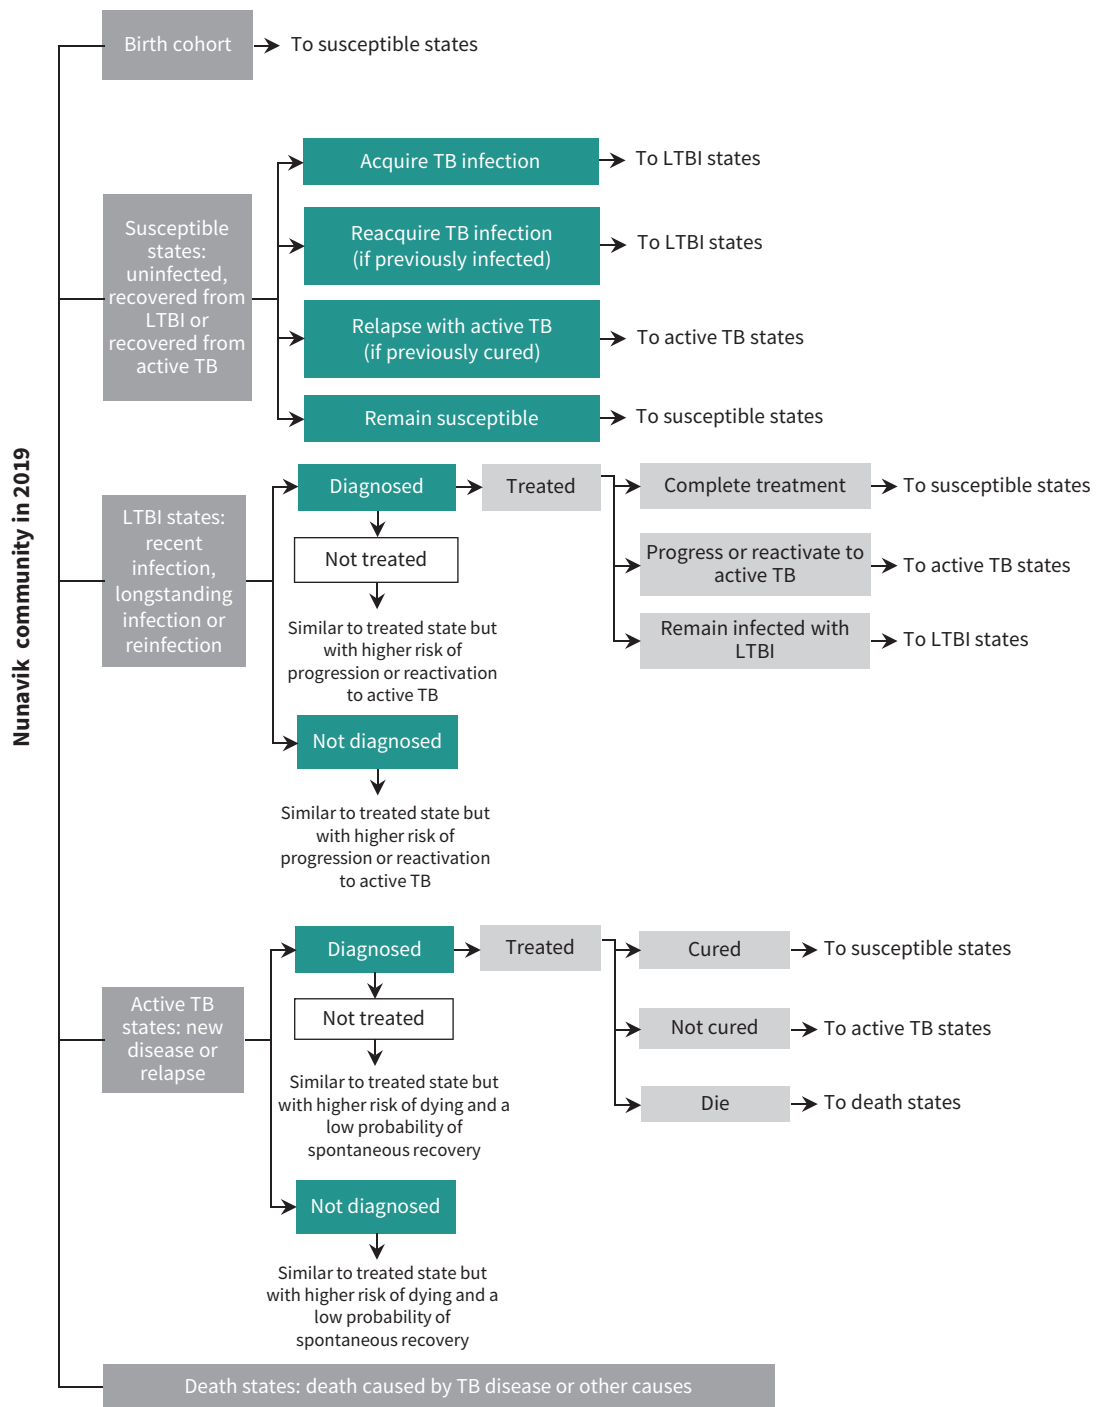 Nunavik community in 2019
Birth cohort
To susceptible states
Susceptible
states:
uninfected,
recovered from
LTBI or
recovered from
active TB
Acquire TB infection
To LTBI states
Reacquire TB infection
(if previously infected)
To LTBI states
Relapse with active TB
(if previously cured)
To active TB states
Remain susceptible
To susceptible states
LTBI states:
recent
infection,
longstanding
infection or
reinfection
Diagnosed
Treated
Complete treatment
To susceptible states
Progress or reactivate to
active TB
To active TB states
Remain infected with
LTBI
To LTBI states
Not treated
Similar to treated state but
with higher risk of
progression or reactivation
to active TB
Not diagnosed
Similar to treated state but
with higher risk of
progression or reactivation
to active TB
Active TB
states: new
disease or
relapse
Diagnosed
Treated
Cured
To susceptible states
Not cured
To active TB states
Die
To death states
Not treated
Similar to treated state but
with higher risk of dying and a
low probability of
spontaneous recovery
Not diagnosed
Similar to treated state but
with higher risk of dying and a
low probability of
spontaneous recovery
Death states: death caused by TB disease or other causes